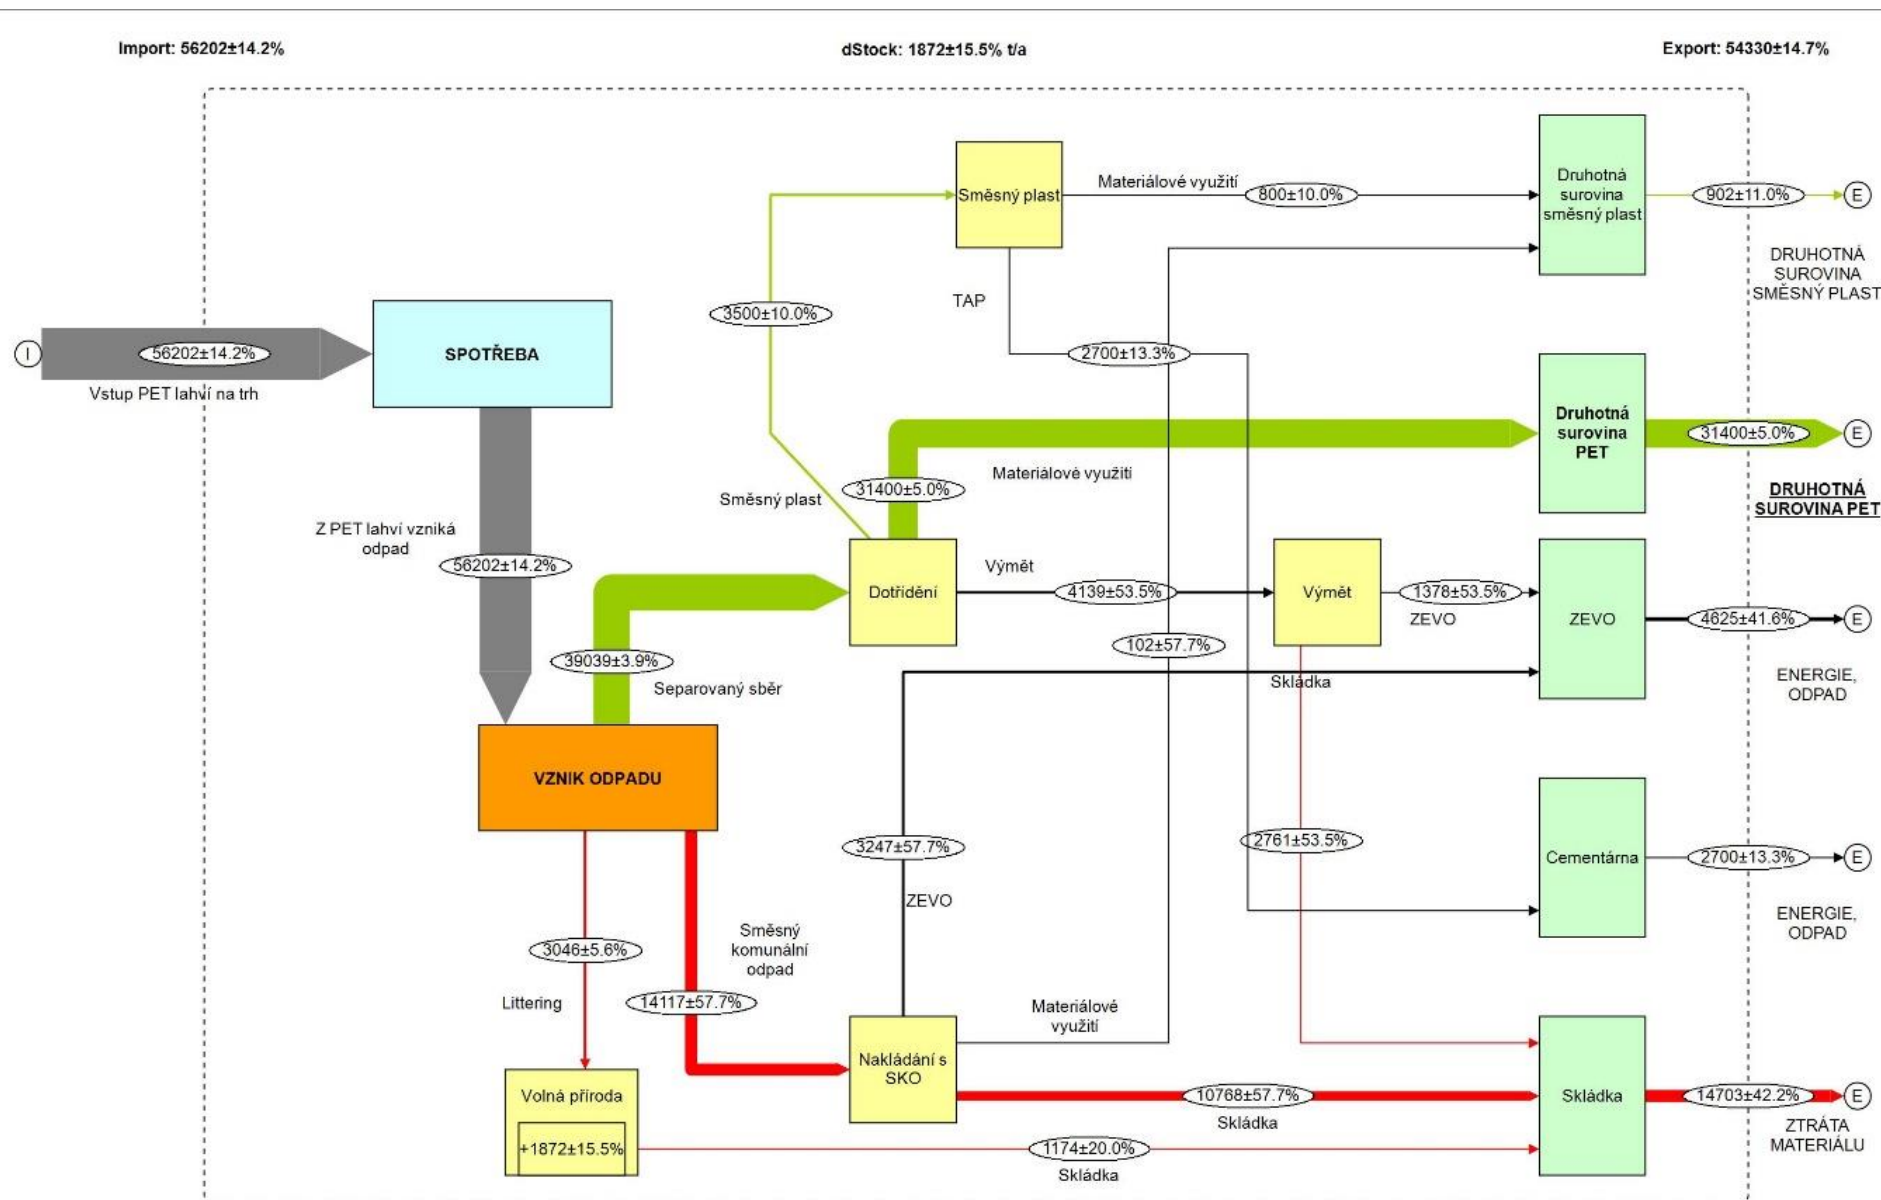 Import: 56202±14.2%
dStock: 1872±15.5% t/a
Export: 54330±14.7%
Směsný plast
Materiálové využití
800±10.0%
Druhotná
surovina
směsný plast
902±11.0%
E
DRUHOTNÁ
SUROVINA
SMĚSNÝ PLAST
TAP
3500±10.0%
2700±13.3%
I
56202±14.2%
Vstup PET lahví na trh
SPOTŘEBA
Druhotná
surovina
PET
31400±5.0%
E
DRUHOTNÁ
SUROVINA PET
Materiálové využití
31400±5.0%
Směsný plast
Z PET lahví vzniká
odpad
56202±14.2%
Dotřídění
Výmět
4139±53.5%
Výmět
1378±53.5%
ZEVO
ZEVO
4625±41.6%
E
ENERGIE,
ODPAD
102±57.7%
39039±3.9%
Separovaný sběr
Skládka
VZNIK ODPADU
3247±57.7%
ZEVO
2761±53.5%
Cementárna
2700±13.3%
E
ENERGIE,
ODPAD
3046±5.6%
Littering
Směsný
komunální
odpad
14117±57.7%
Materiálové
využití
Nakládání s
SKO
10768±57.7%
Skládka
Skládka
14703±42.2%
E
ZTRÁTA
MATERIÁLU
Volná příroda
+1872±15.5%
1174±20.0%
Skládka